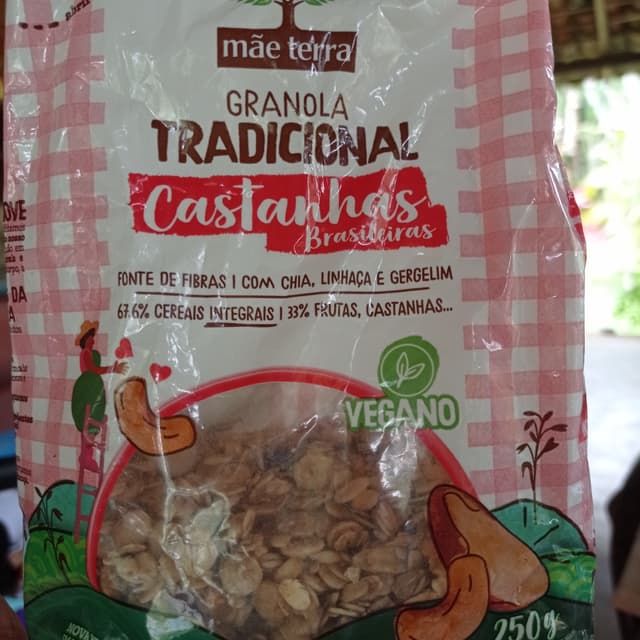 mãe terra
GRANOLA
TRADICIONAL
Castanhas
Brasileiras
FONTE DE FIBRAS | COM CHIA, LINHAÇA E GERGELIM
67.6% CEREAIS INTEGRAIS | 33% FRUTAS, CASTANHAS...
VEGANO
250g
NOVA